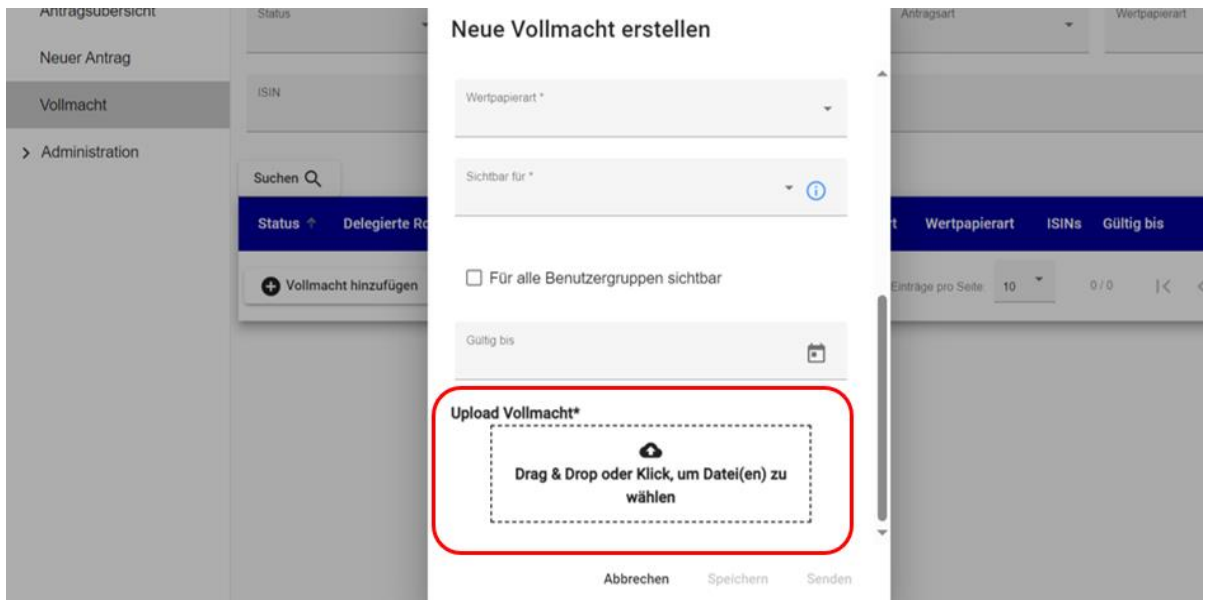 Antragsübersicht
Neuer Antrag
Vollmacht
Administration
Status
Antragsart
Wertpapierart
ISIN
Suchen
Status Delegierte Ro
t Wertpapierart ISINs Gültig bis
Vollmacht hinzufügen
Einträge pro Seite: 10 0 / 0
Neue Vollmacht erstellen
Wertpapierart *
Sichtbar für *
Für alle Benutzergruppen sichtbar
Gültig bis
Upload Vollmacht*
Drag & Drop oder Klick, um Datei(en) zu
wählen
Abbrechen Speichern Senden